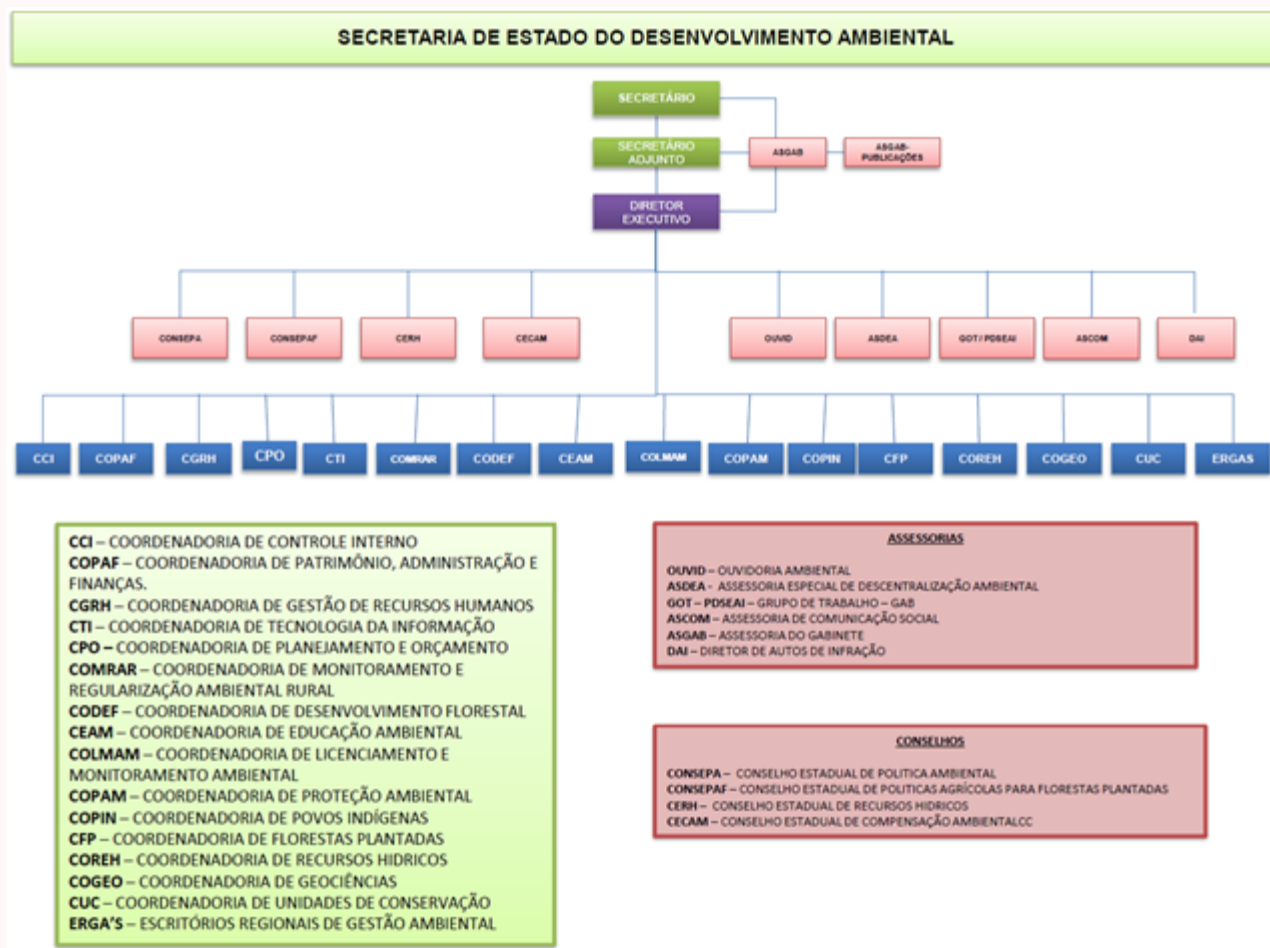 SECRETARIA DE ESTADO DO DESENVOLVIMENTO AMBIENTAL
SECRETÁRIO
SECRETÁRIO
ADJUNTO
ASGAB
ASGAB-
PUBLICAÇÕES
DIRETOR
EXECUTIVO
CONSEPA
CONSEPAF
CERH
CECAM
OUVID
ASDEA
GOT / PDSEAI
ASCOM
DAI
CCI
COPAF
CGRH
CPO
CTI
COMRAR
CODEF
CEAM
COLMAM
COPAM
COPIN
CFP
COREH
COGEO
CUC
ERGAS
CCI – COORDENADORIA DE CONTROLE INTERNO
COPAF – COORDENADORIA DE PATRIMÔNIO, ADMINISTRAÇÃO E
FINANÇAS.
CGRH – COORDENADORIA DE GESTÃO DE RECURSOS HUMANOS
CTI – COORDENADORIA DE TECNOLOGIA DA INFORMAÇÃO
CPO – COORDENADORIA DE PLANEJAMENTO E ORÇAMENTO
COMRAR – COORDENADORIA DE MONITORAMENTO E
REGULARIZAÇÃO AMBIENTAL RURAL
CODEF – COORDENADORIA DE DESENVOLVIMENTO FLORESTAL
CEAM – COORDENADORIA DE EDUCAÇÃO AMBIENTAL
COLMAM – COORDENADORIA DE LICENCIAMENTO E
MONITORAMENTO AMBIENTAL
COPAM – COORDENADORIA DE PROTEÇÃO AMBIENTAL
COPIN – COORDENADORIA DE POVOS INDÍGENAS
CFP – COORDENADORIA DE FLORESTAS PLANTADAS
COREH – COORDENADORIA DE RECURSOS HIDRICOS
COGEO – COORDENADORIA DE GEOCIÊNCIAS
CUC – COORDENADORIA DE UNIDADES DE CONSERVAÇÃO
ERGA'S – ESCRITÓRIOS REGIONAIS DE GESTÃO AMBIENTAL
ASSESSORIAS
OUVID – OUVIDORIA AMBIENTAL
ASDEA - ASSESSORIA ESPECIAL DE DESCENTRALIZAÇÃO AMBIENTAL
GOT – PDSEAI – GRUPO DE TRABALHO – GAB
ASCOM – ASSESSORIA DE COMUNICAÇÃO SOCIAL
ASGAB – ASSESSORIA DO GABINETE
DAI – DIRETOR DE AUTOS DE INFRAÇÃO
CONSELHOS
CONSEPA – CONSELHO ESTADUAL DE POLITICA AMBIENTAL
CONSEPAF – CONSELHO ESTADUAL DE POLITICAS AGRÍCOLAS PARA FLORESTAS PLANTADAS
CERH – CONSELHO ESTADUAL DE RECURSOS HIDRICOS
CECAM – CONSELHO ESTADUAL DE COMPENSAÇÃO AMBIENTALCC